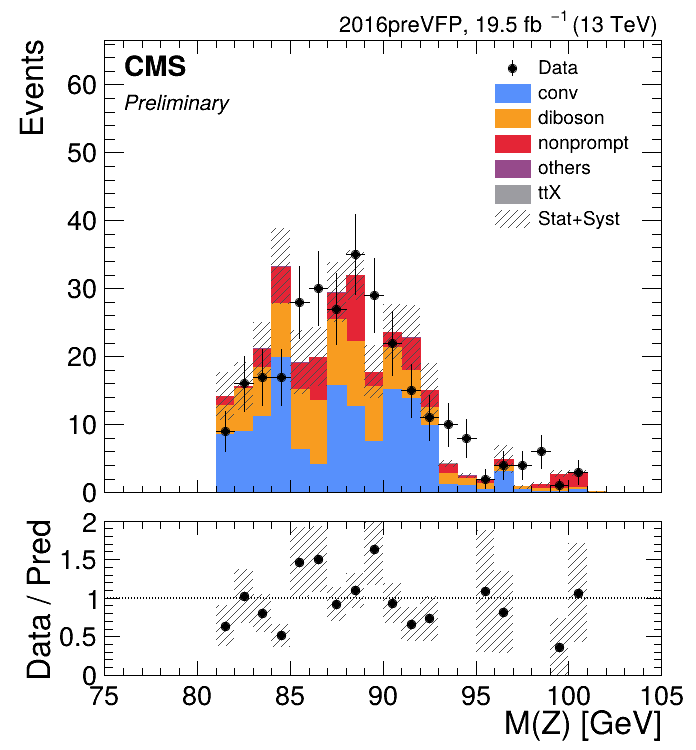 2016preVFP, 19.5 fb⁻¹ (13 TeV)
CMS
Preliminary
Events
60
50
40
30
20
10
0
Data
conv
diboson
nonprompt
others
ttX
Stat+Syst
Data / Pred
2
1.5
1
0.5
0
75 80 85 90 95 100 105
M(Z) [GeV]